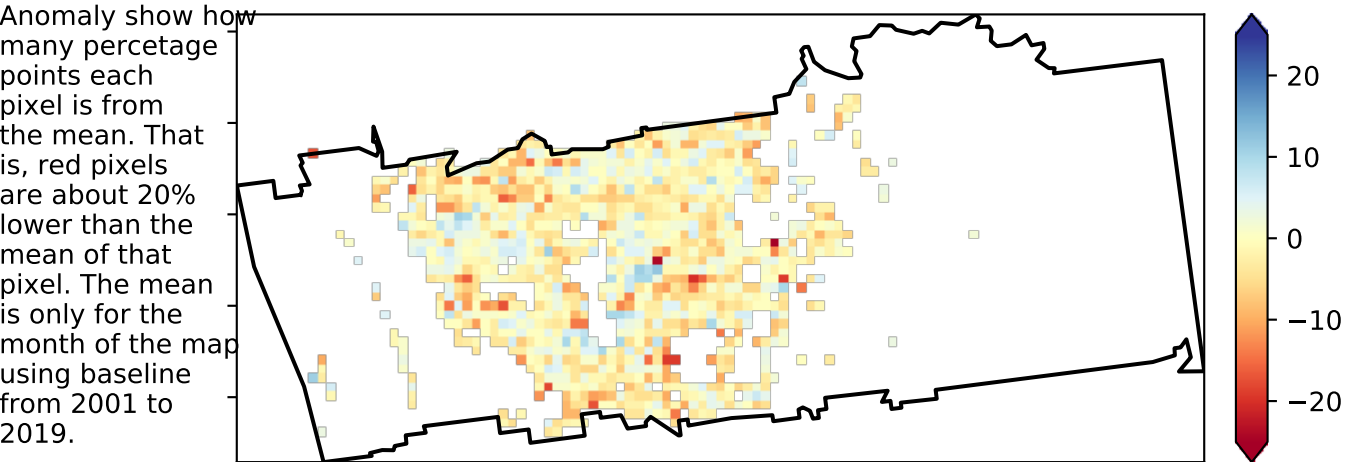 Anomaly show how
many percetage
points each
pixel is from
the mean. That
is, red pixels
are about 20%
lower than the
mean of that
pixel. The mean
is only for the
month of the map
using baseline
from 2001 to
2019.
20
10
0
−10
−20